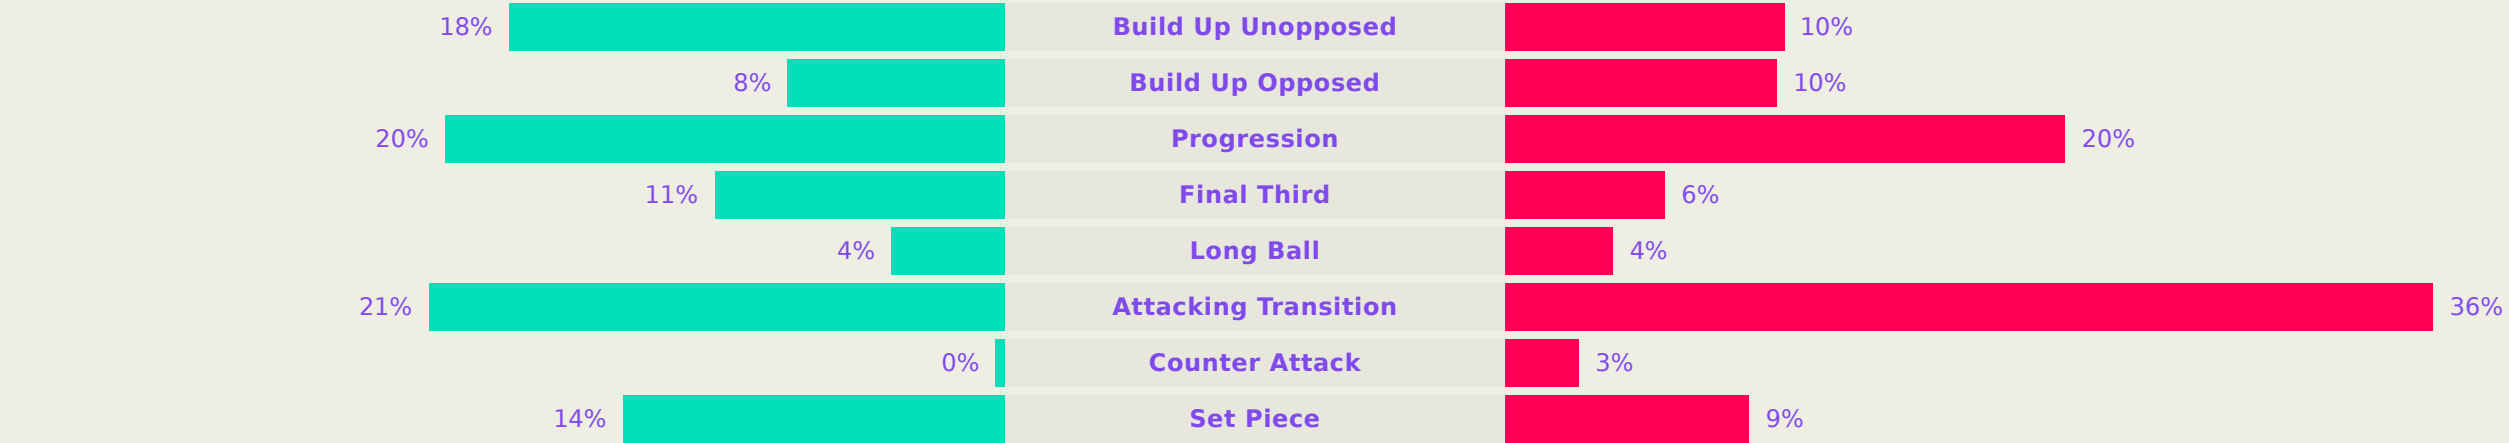 18% Build Up Unopposed 10%
8% Build Up Opposed 10%
20% Progression 20%
11% Final Third 6%
4% Long Ball 4%
21% Attacking Transition 36%
0% Counter Attack 3%
14% Set Piece 9%